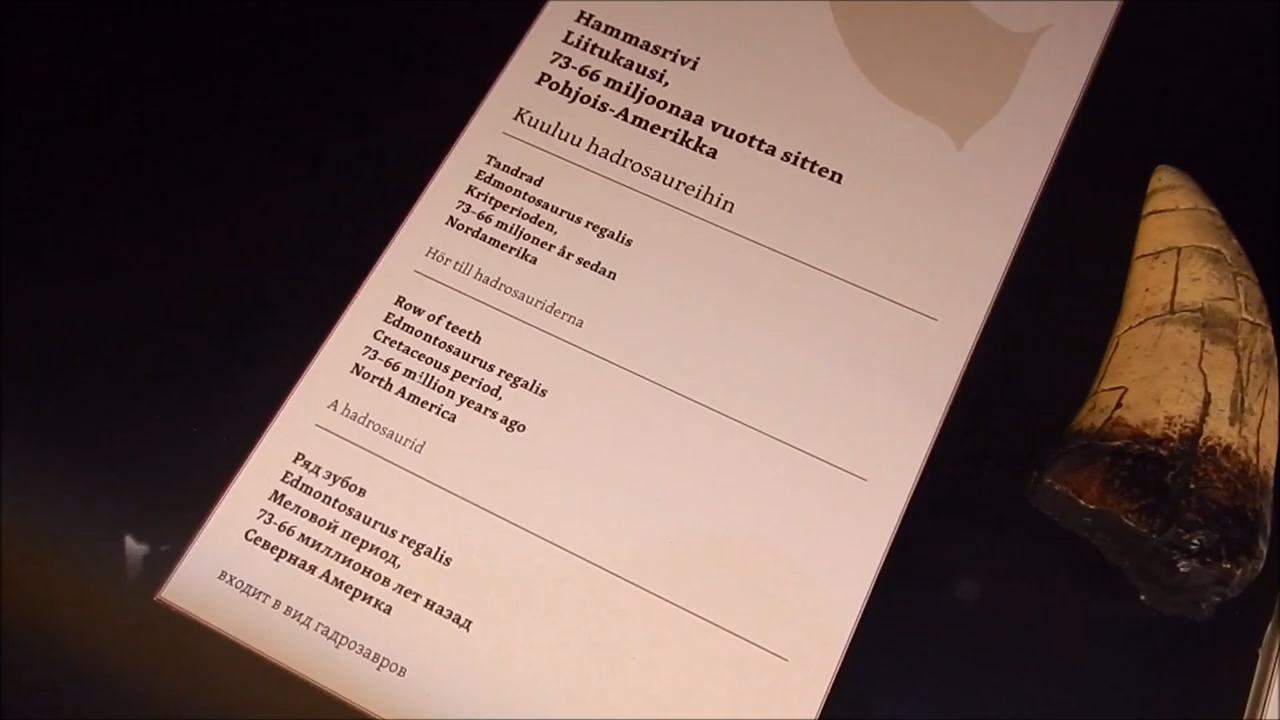 Hammasrivi
Liitukausi,
73-66 miljoonaa vuotta sitten
Pohjois-Amerikka
Kuuluu hadrosaureihin
Tandrad
Edmontosaurus regalis
Kritperioden,
73-66 miljoner år sedan
Nordamerika
Hör till hadrosauriderna
Row of teeth
Edmontosaurus regalis
Cretaceous period,
73-66 million years ago
North America
A hadrosaurid
Ряд зубов
Edmontosaurus regalis
Меловой период,
73-66 миллионов лет назад
Северная Америка
входит в вид гадрозавров